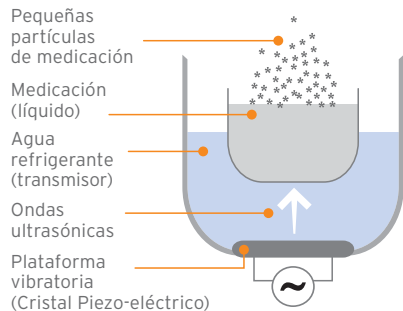 Pequeñas
partículas
de medicación
Medicación
(líquido)
Agua
refrigerante
(transmisor)
Ondas
ultrasónicas
Plataforma
vibratoria
(Cristal Piezo-eléctrico)